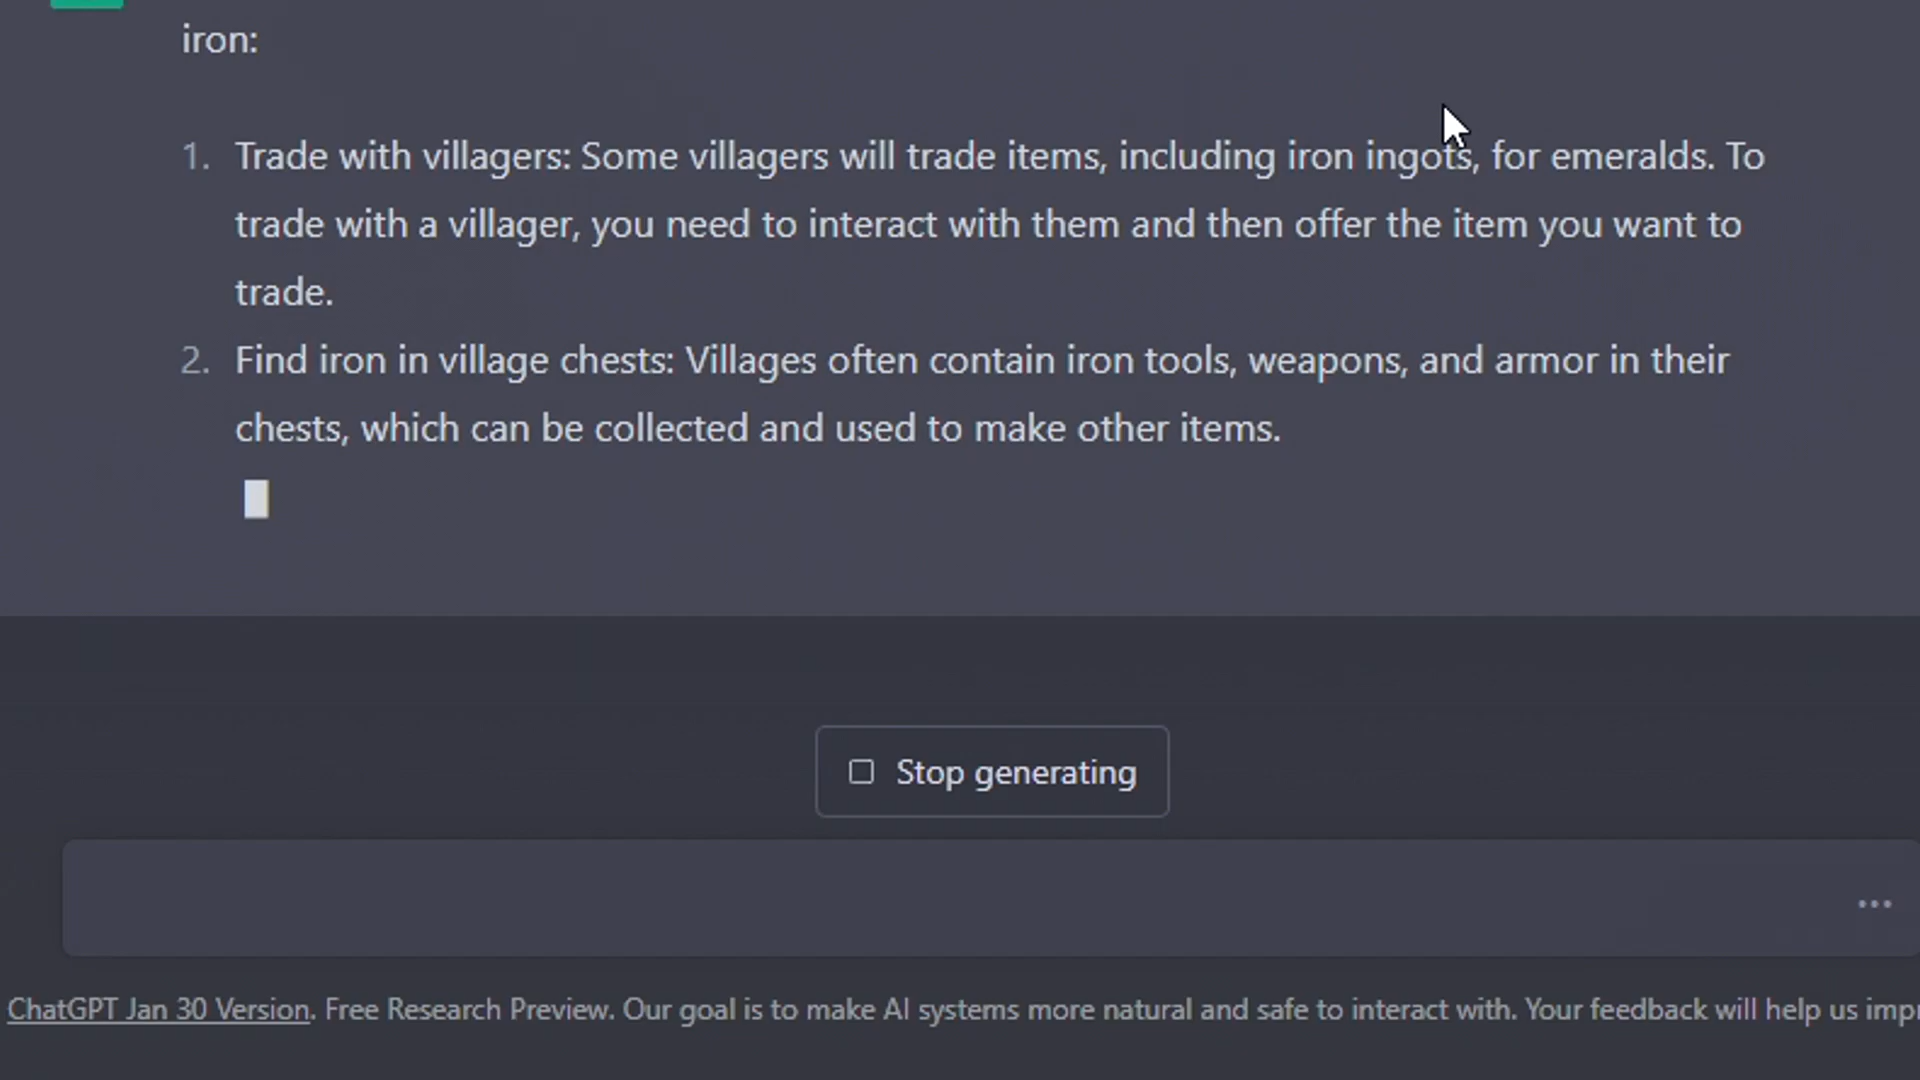 iron:
1. Trade with villagers: Some villagers will trade items, including iron ingots, for emeralds. To
trade with a villager, you need to interact with them and then offer the item you want to
trade.
2. Find iron in village chests: Villages often contain iron tools, weapons, and armor in their
chests, which can be collected and used to make other items.
Stop generating
ChatGPT Jan 30 Version. Free Research Preview. Our goal is to make AI systems more natural and safe to interact with. Your feedback will help us